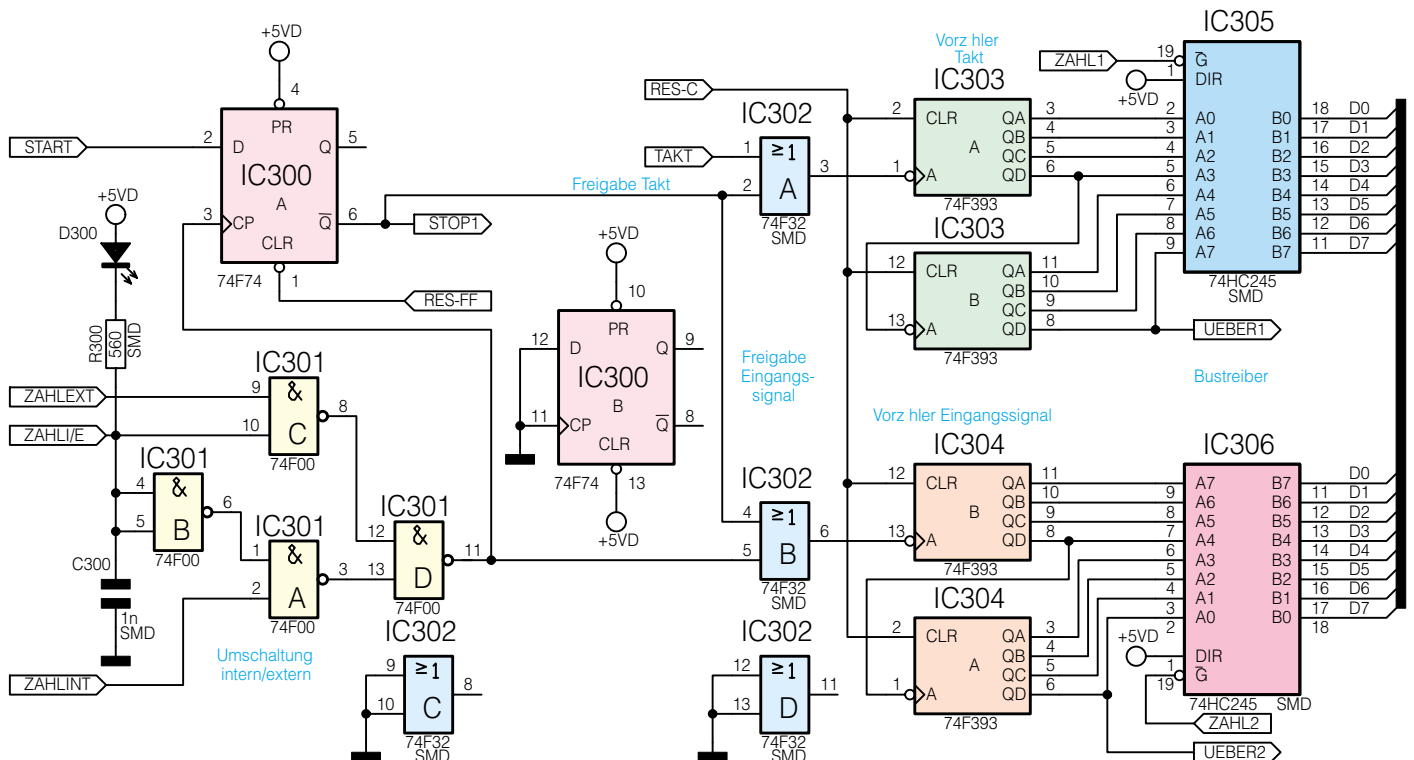 +5VD
4
START
2
D
PR
Q
5
IC300
A
3
CP
Q
6
CLR
74F74
1
RES-FF
STOP1
Freigabe Takt
+5VD
D300
R300
560
SMD
ZAHLEXT
9
&
8
IC301
C
10
74F00
ZAHLI/E
IC301
4
&
6
5
B
74F00
C300
1n
SMD
IC301
1
&
3
2
A
74F00
ZAHLINT
Umschaltung
intern/extern
IC301
12
&
11
13
D
74F00
+5VD
10
12
D
PR
Q
9
IC300
B
11
CP
Q
8
CLR
74F74
13
+5VD
Freigabe
Eingangs-
signal
IC302
9
≥1
8
10
C
74F32
SMD
IC302
12
≥1
11
13
D
74F32
SMD
RES-C
TAKT
IC302
1
≥1
3
2
A
74F32
SMD
IC302
4
≥1
6
5
B
74F32
SMD
Vorz hler
Takt
IC303
2
CLR
QA
3
QB
4
A
QC
5
1
A
QD
6
74F393
IC303
12
CLR
QA
11
QB
10
B
QC
9
13
A
QD
8
74F393
UEBER1
Vorz hler Eingangssignal
IC304
12
CLR
QA
11
QB
10
B
QC
9
13
A
QD
8
74F393
IC304
2
CLR
QA
3
QB
4
A
QC
5
1
A
QD
6
74F393
UEBER2
IC305
ZAHL1
19
G
1
DIR
+5VD
2
A0
B0
18
D0
3
A1
B1
17
D1
4
A2
B2
16
D2
5
A3
B3
15
D3
6
A4
B4
14
D4
7
A5
B5
13
D5
8
A6
B6
12
D6
9
A7
B7
11
D7
74HC245
SMD
Bustreiber
IC306
A7
B7
D0
9
A6
B6
11
D1
8
A5
B5
12
D2
7
A4
B4
13
D3
6
A3
B3
14
D4
5
A2
B2
15
D5
4
A1
B1
16
D6
3
A0
B0
17
D7
2
18
+5VD
DIR
1
G
19
74HC245
SMD
ZAHL2